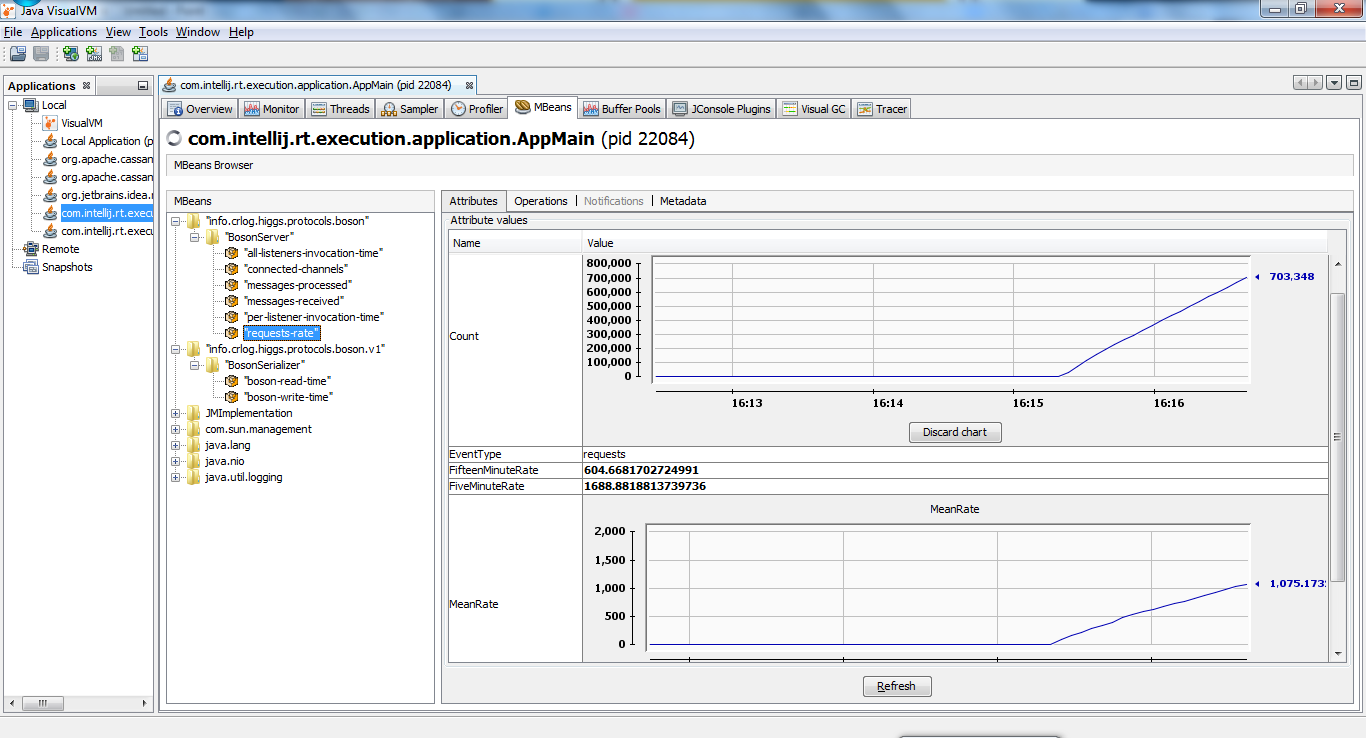 Java VisualVM
File Applications View Tools Window Help
Applications
Local
VisualVM
Local Application (p
org.apache.cassan
org.apache.cassan
org.jetbrains.idea.
com.intellij.rt.exec
com.intellij.rt.exec
Remote
Snapshots
com.intellij.rt.execution.application.AppMain (pid 22084)
Overview Monitor Threads Sampler Profiler MBeans Buffer Pools JConsole Plugins Visual GC Tracer
com.intellij.rt.execution.application.AppMain (pid 22084)
MBeans Browser
MBeans
"info.crlog.higgs.protocols.boson"
"BosonServer"
"all-listeners-invocation-time"
"connected-channels"
"messages-processed"
"messages-received"
"per-listener-invocation-time"
"requests-rate"
"info.crlog.higgs.protocols.boson.v1"
"BosonSerializer"
"boson-read-time"
"boson-write-time"
JMImplementation
com.sun.management
java.lang
java.nio
java.util.logging
Attributes Operations Notifications Metadata
Attribute values
Name Value
Count
800,000
700,000
600,000
500,000
400,000
300,000
200,000
100,000
0
703,348
16:13 16:14 16:15 16:16
Discard chart
EventType requests
FifteenMinuteRate 604.6681702724991
FiveMinuteRate 1688.8818813739736
MeanRate
MeanRate
2,000
1,500
1,000
500
0
1,075.173
Refresh